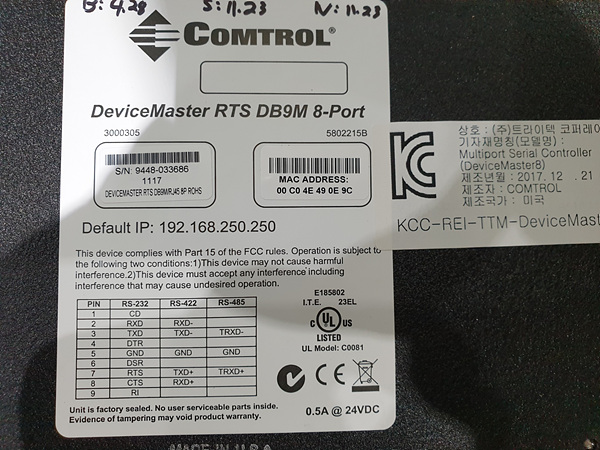 B: 4.28 S: 11.23 N: 11.23
COMTROL®
DeviceMaster RTS DB9M 8-Port
3000305 5802215B
S/N: 9448-033686
1117
DEVICEMASTER RTS DB9M/RJ45 8P ROHS
MAC ADDRESS:
00 C0 4E 49 0E 9C
Default IP: 192.168.250.250
This device complies with Part 15 of the FCC rules. Operation is subject to
the following two conditions:1)This device may not cause harmful
interference.2)This device must accept any interference including
interference that may cause undesired operation.
PIN RS-232 RS-422 RS-485
1 CD
2 RXD RXD-
3 TXD TXD- TRXD-
4 DTR
5 GND GND GND
6 DSR
7 RTS TXD+ TRXD+
8 CTS RXD+
9 RI
E185802
I.T.E. 23EL
C UL US
LISTED
UL Model: C0081
CE
Unit is factory sealed. No user serviceable parts inside.
Evidence of tampering may void product warranty.
0.5A @ 24VDC
MADE IN U.S.A.
KC
상호 : (주)트라이텍 코퍼레이
기자재명칭(모델명) :
Multiport Serial Controller
(DeviceMaster8)
제조년월 : 2017. 12 . 21
제조자 : COMTROL
제조국가 : 미국
KCC-REI-TTM-DeviceMast